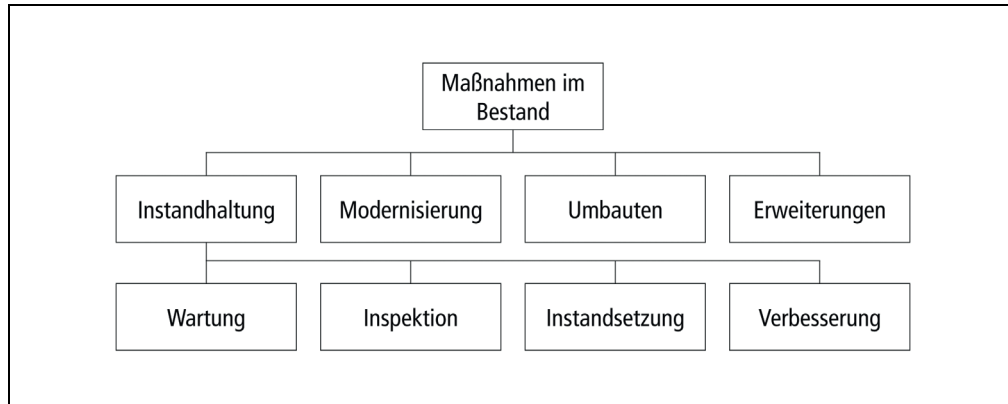 Maßnahmen im
Bestand
Instandhaltung
Modernisierung
Umbauten
Erweiterungen
Wartung
Inspektion
Instandsetzung
Verbesserung